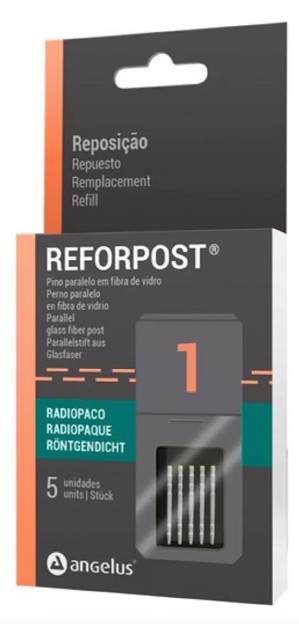 Reposição
Repuesto
Remplacement
Refill
REFORPOST®
Pino paralelo em fibra de vidro
Perno paralelo
en fibra de vidrio
Parallel
glass fiber post
Parallelstift aus
Glasfaser
1
RADIOPACO
RADIOPAQUE
RÖNTGENDICHT
5 unidades
units | Stück
angelus®